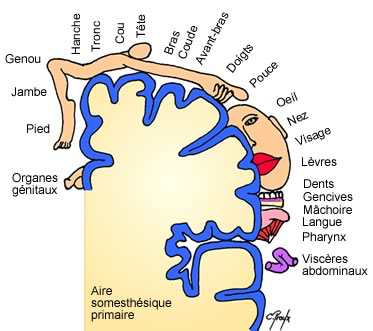 Hanche
Tronc
Cou
Tête
Bras
Coude
Avant-bras
Doigts
Pouce
Oeil
Nez
Visage
Lèvres
Dents
Gencives
Mâchoire
Langue
Pharynx
Viscères
abdominaux
Genou
Jambe
Pied
Organes
génitaux
Aire
somesthésique
primaire